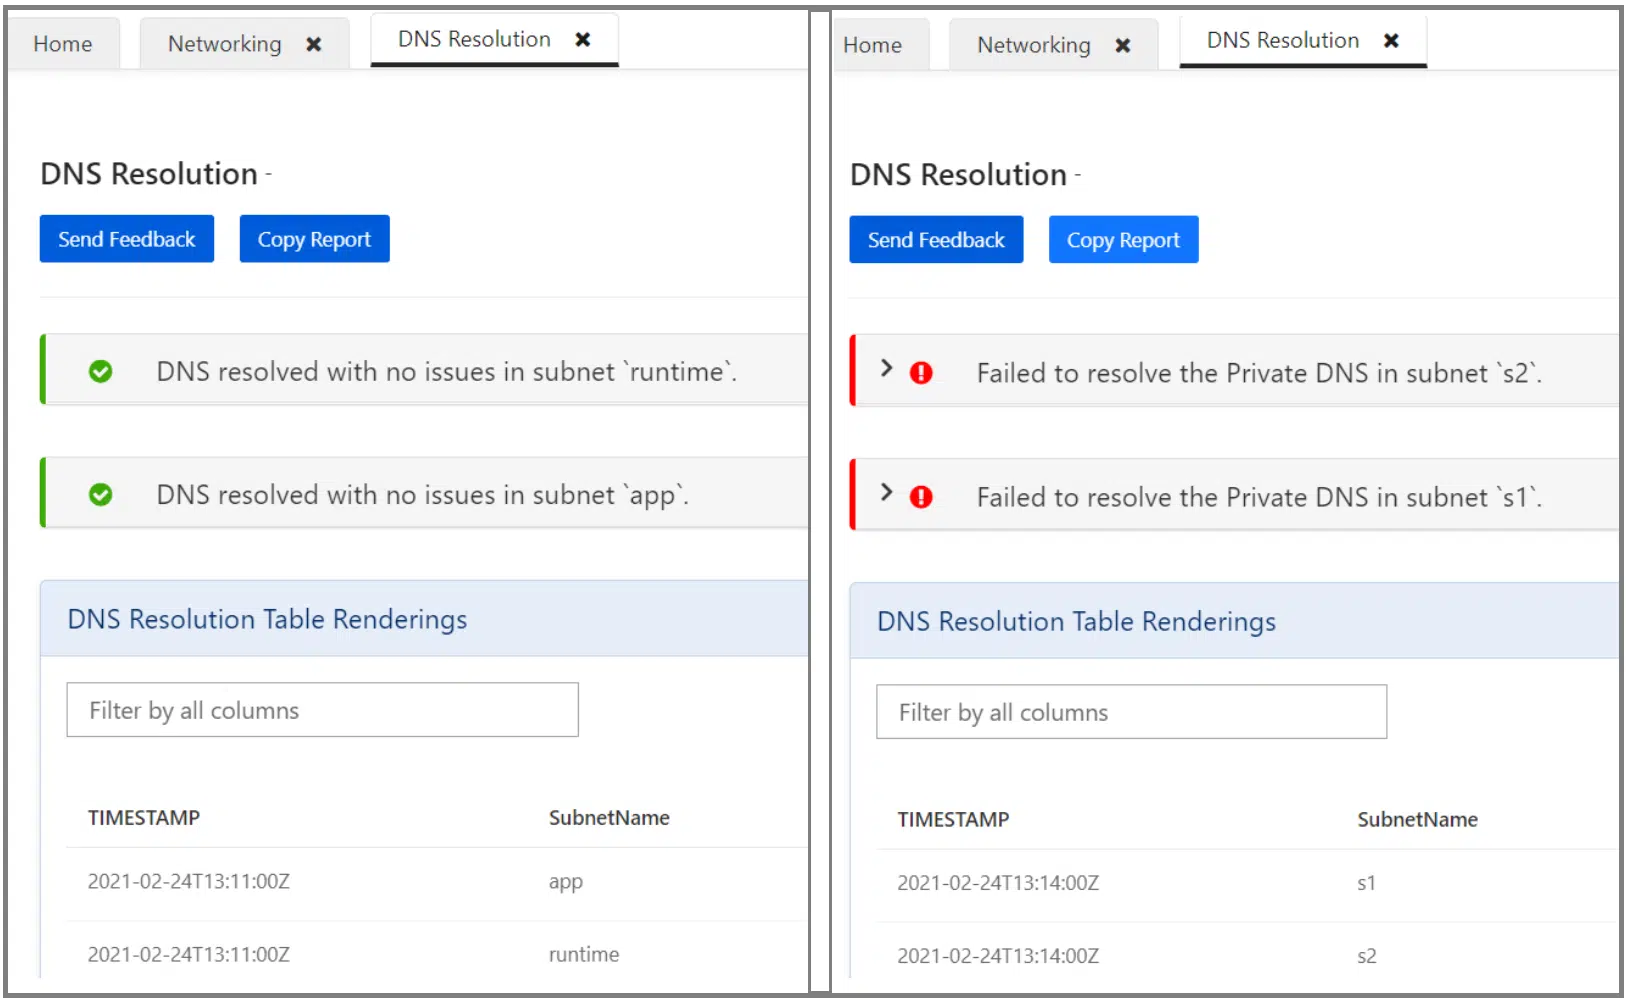 Home Networking ✖ DNS Resolution ✖
DNS Resolution -
Send Feedback Copy Report
DNS resolved with no issues in subnet `runtime`.
DNS resolved with no issues in subnet `app`.
DNS Resolution Table Renderings
Filter by all columns
TIMESTAMP SubnetName
2021-02-24T13:11:00Z app
2021-02-24T13:11:00Z runtime
Home Networking ✖ DNS Resolution ✖
DNS Resolution -
Send Feedback Copy Report
Failed to resolve the Private DNS in subnet `s2`.
Failed to resolve the Private DNS in subnet `s1`.
DNS Resolution Table Renderings
Filter by all columns
TIMESTAMP SubnetName
2021-02-24T13:14:00Z s1
2021-02-24T13:14:00Z s2